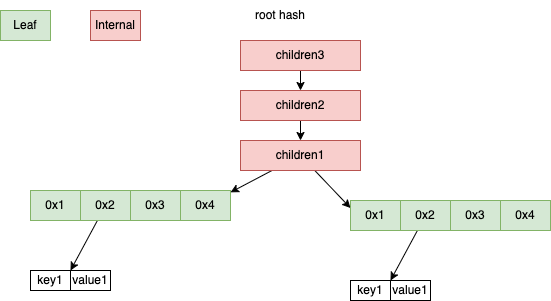 root hash
Leaf
Internal
children3
children2
children1
0x1 0x2 0x3 0x4
0x1 0x2 0x3 0x4
key1 value1
key1 value1